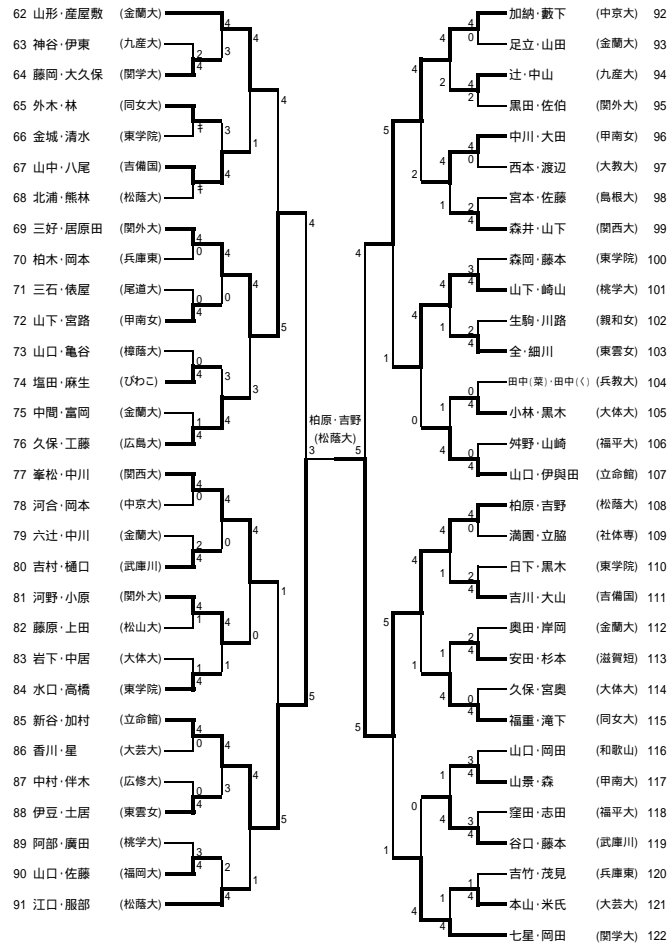 62 山形・産屋敷 (金蘭大)
63 神谷・伊東 (九産大)
64 藤岡・大久保 (関学大)
65 外木・林 (同女大)
66 金城・清水 (東学院)
67 山中・八尾 (吉備国)
68 北浦・熊林 (松蔭大)
69 三好・居原田 (関外大)
70 柏木・岡本 (兵庫東)
71 三石・俵屋 (尾道大)
72 山下・宮路 (甲南女)
73 山口・亀谷 (樟蔭大)
74 塩田・麻生 (びわこ)
75 中間・富岡 (金蘭大)
76 久保・工藤 (広島大)
77 峯松・中川 (関西大)
78 河合・岡本 (中京大)
79 六辻・中川 (金蘭大)
80 吉村・樋口 (武庫川)
81 河野・小原 (関外大)
82 藤原・上田 (松山大)
83 岩下・中居 (大体大)
84 水口・高橋 (東学院)
85 新谷・加村 (立命館)
86 香川・星 (大芸大)
87 中村・伴木 (広修大)
88 伊豆・土居 (東雲女)
89 阿部・廣田 (桃学大)
90 山口・佐藤 (福岡大)
91 江口・服部 (松蔭大)
柏原・吉野
(松蔭大)
3 5
加納・藪下 (中京大) 92
足立・山田 (金蘭大) 93
辻・中山 (九産大) 94
黒田・佐伯 (関外大) 95
中川・大田 (甲南女) 96
西本・渡辺 (大教大) 97
宮本・佐藤 (島根大) 98
森井・山下 (関西大) 99
森岡・藤本 (東学院) 100
山下・崎山 (桃学大) 101
生駒・川路 (親和女) 102
全・細川 (東雲女) 103
田中(菜)・田中(く) (兵教大) 104
小林・黒木 (大体大) 105
舛野・山崎 (福平大) 106
山口・伊與田 (立命館) 107
柏原・吉野 (松蔭大) 108
満園・立脇 (社体専) 109
日下・黒木 (東学院) 110
吉川・大山 (吉備国) 111
奥田・岸岡 (金蘭大) 112
安田・杉本 (滋賀短) 113
久保・宮奥 (大体大) 114
福重・滝下 (同女大) 115
山口・岡田 (和歌山) 116
山景・森 (甲南大) 117
窪田・志田 (福平大) 118
谷口・藤本 (武庫川) 119
吉竹・茂見 (兵庫東) 120
本山・米氏 (大芸大) 121
七星・岡田 (関学大) 122